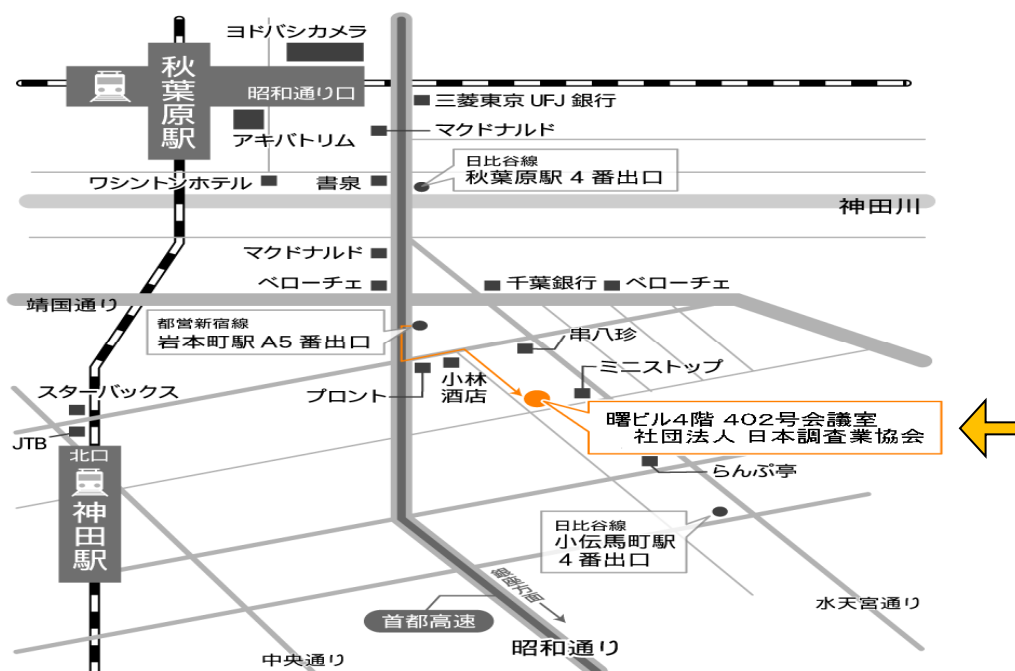 ヨドバシカメラ
秋葉原駅
昭和通り口
三菱東京UFJ銀行
アキバトリム
マクドナルド
日比谷線
秋葉原駅4番出口
ワシントンホテル
書泉
神田川
マクドナルド
ベローチェ
千葉銀行
ベローチェ
靖国通り
都営新宿線
岩本町駅A5番出口
串八珍
ミニストップ
スターバックス
プロント
小林
酒店
曙ビル4階 402号会議室
社団法人 日本調査業協会
JTB
北口
神田駅
らんぷ亭
日比谷線
小伝馬町駅
4番出口
銀座方面
水天宮通り
首都高速
昭和通り
中央通り